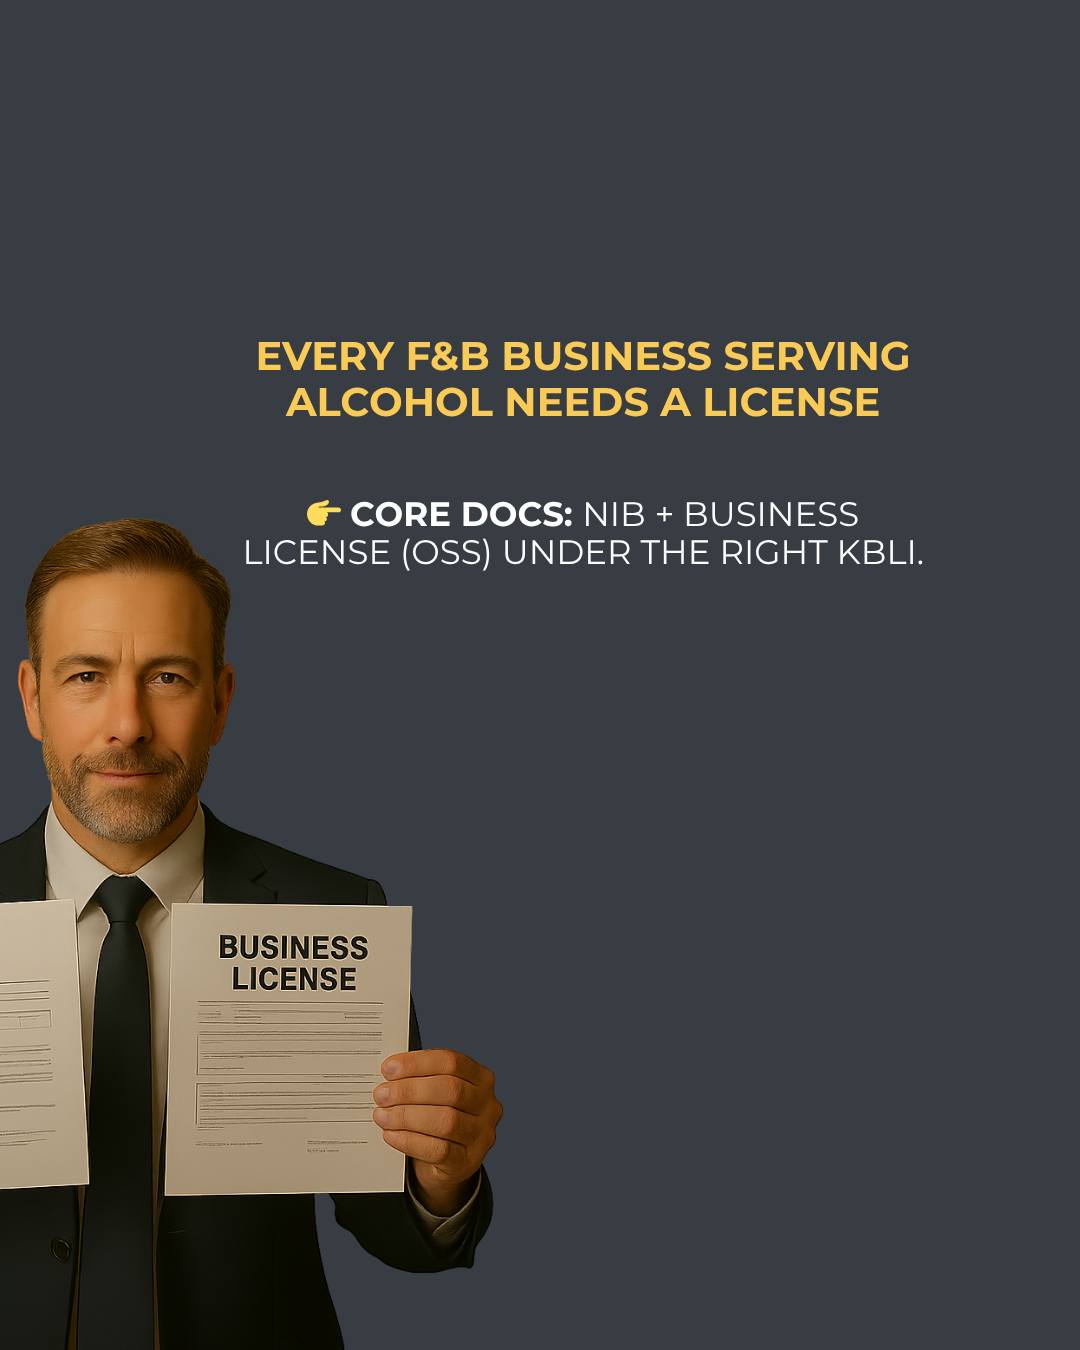 EVERY F&B BUSINESS SERVING
ALCOHOL NEEDS A LICENSE
👉 CORE DOCS: NIB + BUSINESS
LICENSE (OSS) UNDER THE RIGHT KBLI.
BUSINESS
LICENSE